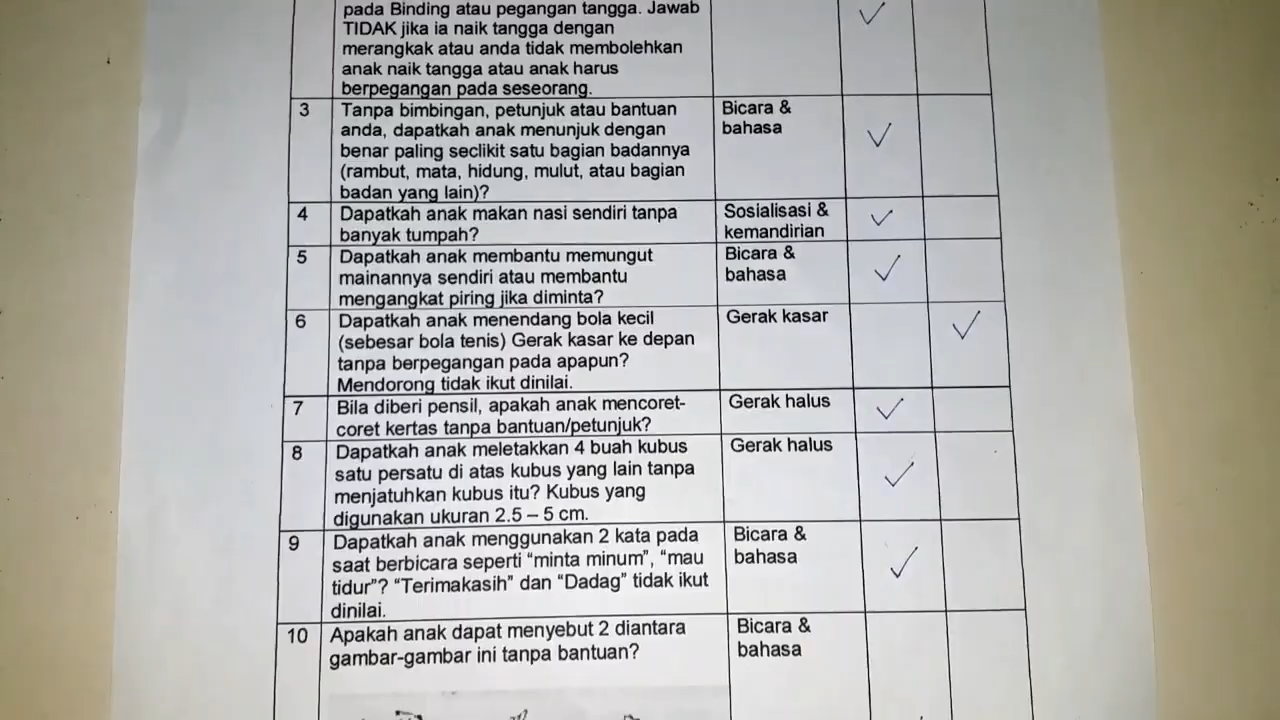 pada Binding atau pegangan tangga. Jawab
TIDAK jika ia naik tangga dengan
merangkak atau anda tidak membolehkan
anak naik tangga atau anak harus
berpegangan pada seseorang.
3 Tanpa bimbingan, petunjuk atau bantuan Bicara &
anda, dapatkah anak menunjuk dengan bahasa
benar paling seclikit satu bagian badannya
(rambut, mata, hidung, mulut, atau bagian
badan yang lain)?
4 Dapatkah anak makan nasi sendiri tanpa Sosialisasi &
banyak tumpah? kemandirian
5 Dapatkah anak membantu memungut Bicara &
mainannya sendiri atau membantu bahasa
mengangkat piring jika diminta?
6 Dapatkah anak menendang bola kecil Gerak kasar
(sebesar bola tenis) Gerak kasar ke depan
tanpa berpegangan pada apapun?
Mendorong tidak ikut dinilai.
7 Bila diberi pensil, apakah anak mencoret- Gerak halus
coret kertas tanpa bantuan/petunjuk?
8 Dapatkah anak meletakkan 4 buah kubus Gerak halus
satu persatu di atas kubus yang lain tanpa
menjatuhkan kubus itu? Kubus yang
digunakan ukuran 2.5 – 5 cm.
9 Dapatkah anak menggunakan 2 kata pada Bicara &
saat berbicara seperti “minta minum”, “mau bahasa
tidur”? “Terimakasih” dan “Dadag” tidak ikut
dinilai.
10 Apakah anak dapat menyebut 2 diantara Bicara &
gambar-gambar ini tanpa bantuan? bahasa